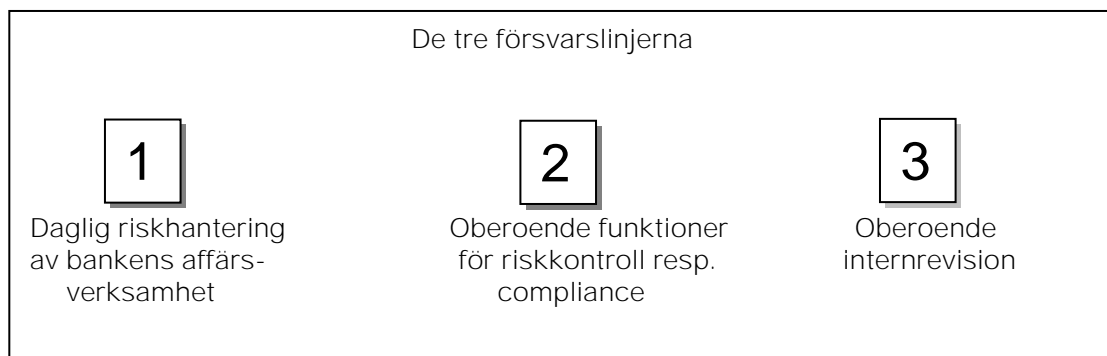 De tre försvarslinjerna
1
Daglig riskhantering
av bankens affärs-
verksamhet
2
Oberoende funktioner
för riskkontroll resp.
compliance
3
Oberoende
internrevision